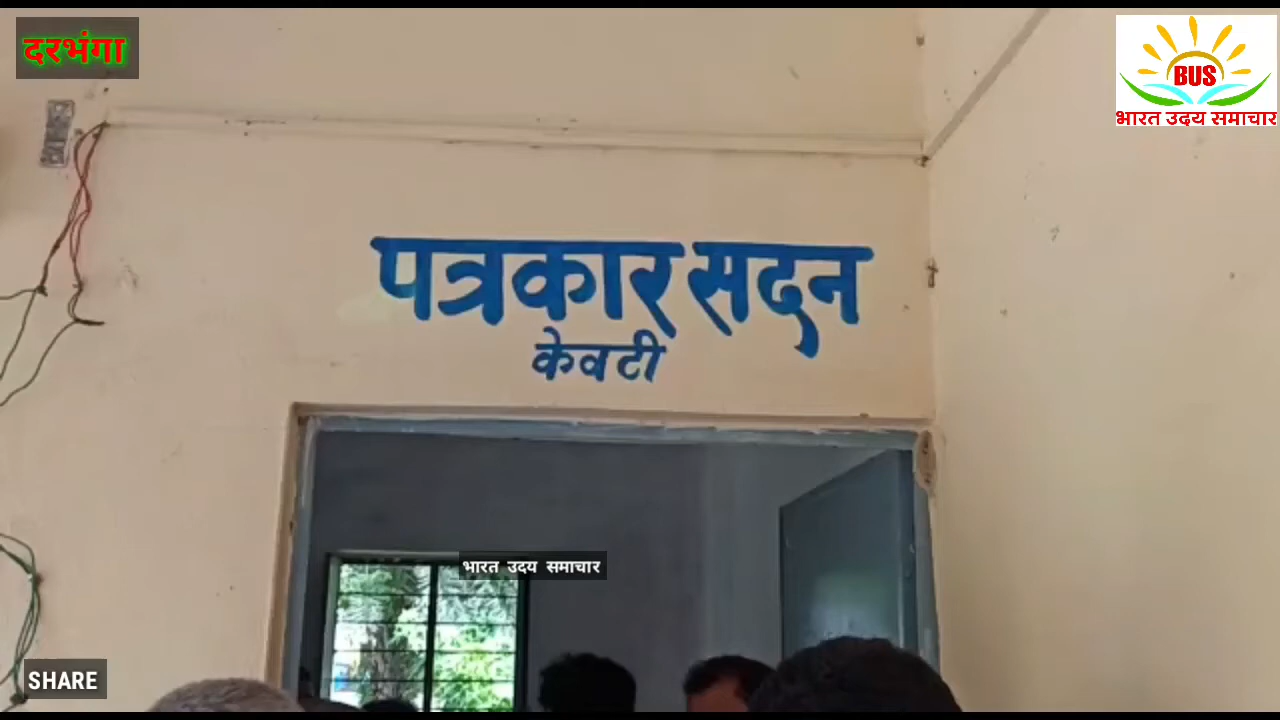 दरभंगा
BUS
भारत उदय समाचार
पत्रकार सदन
केवटी
भारत उदय समाचार
SHARE